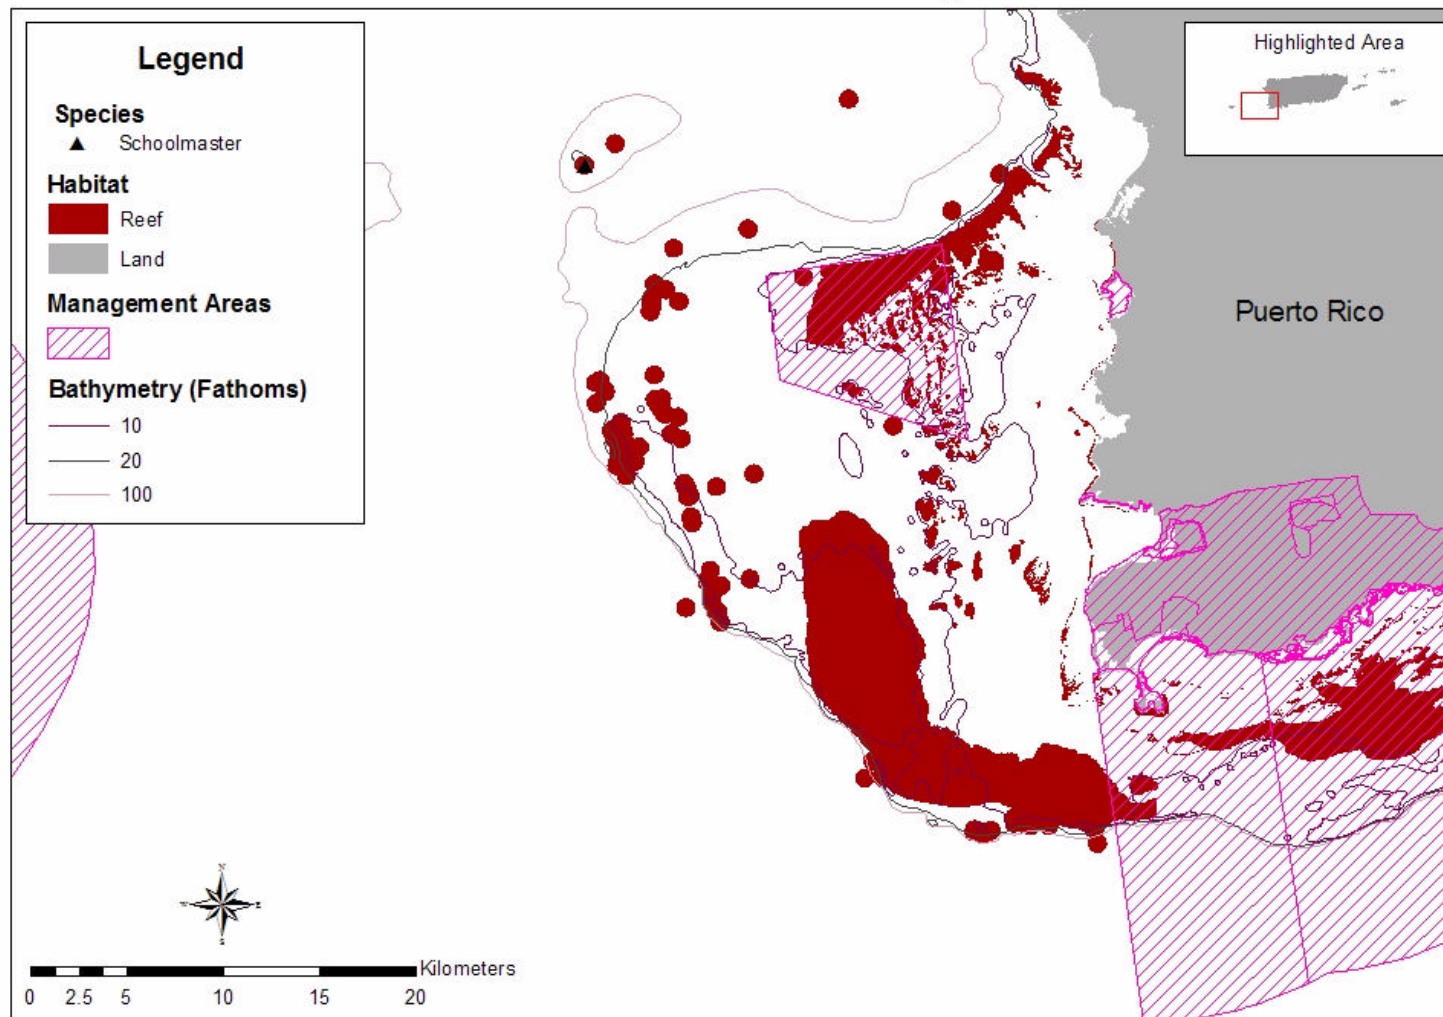 Legend
Species
Schoolmaster
Habitat
Reef
Land
Management Areas
Bathymetry (Fathoms)
10
20
100
Highlighted Area
Puerto Rico
N
W E
S
Kilometers
0 2.5 5 10 15 20